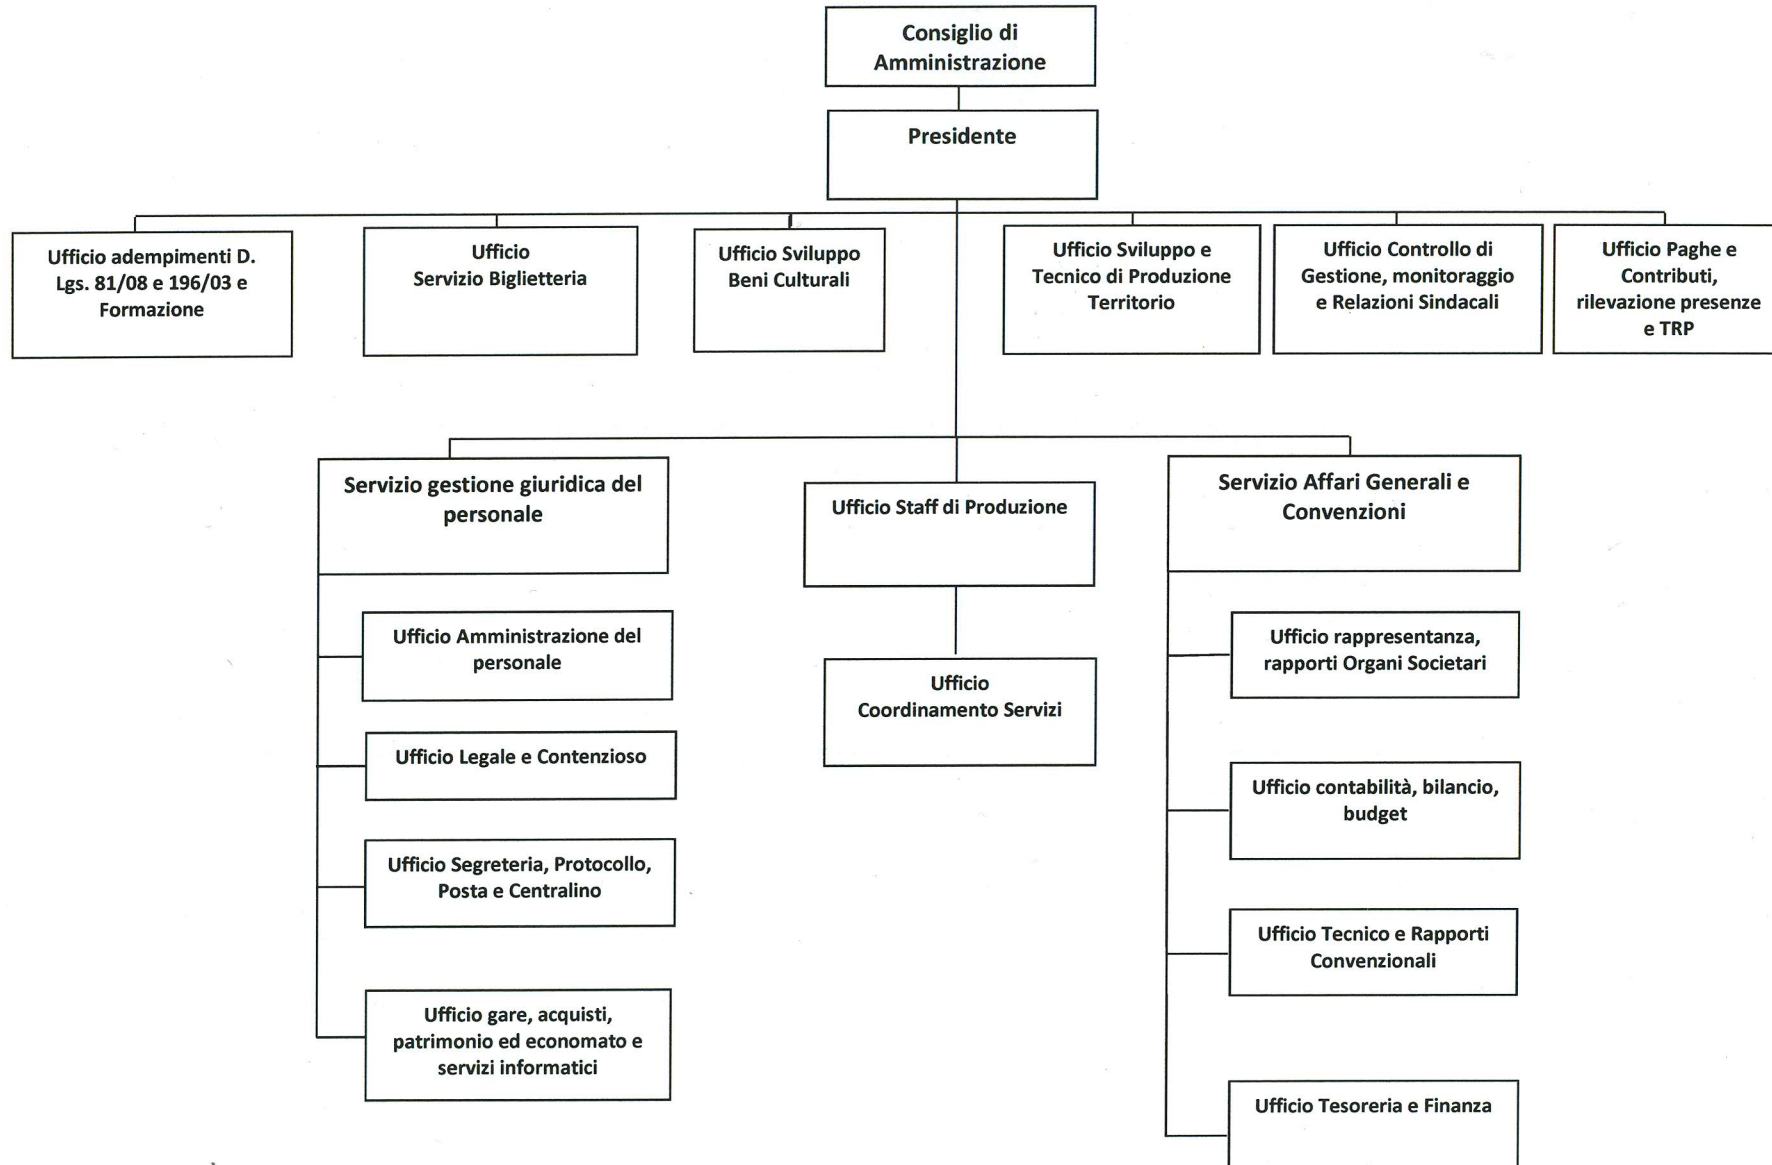 Consiglio di
Amministrazione
Presidente
Ufficio adempimenti D.
Lgs. 81/08 e 196/03 e
Formazione
Ufficio
Servizio Biglietteria
Ufficio Sviluppo
Beni Culturali
Ufficio Sviluppo e
Tecnico di Produzione
Territorio
Ufficio Controllo di
Gestione, monitoraggio
e Relazioni Sindacali
Ufficio Paghe e
Contributi,
rilevazione presenze
e TRP
Servizio gestione giuridica del
personale
Ufficio Amministrazione del
personale
Ufficio Legale e Contenzioso
Ufficio Segreteria, Protocollo,
Posta e Centralino
Ufficio gare, acquisti,
patrimonio ed economato e
servizi informatici
Ufficio Staff di Produzione
Ufficio
Coordinamento Servizi
Servizio Affari Generali e
Convenzioni
Ufficio rappresentanza,
rapporti Organi Societari
Ufficio contabilità, bilancio,
budget
Ufficio Tecnico e Rapporti
Convenzionali
Ufficio Tesoreria e Finanza